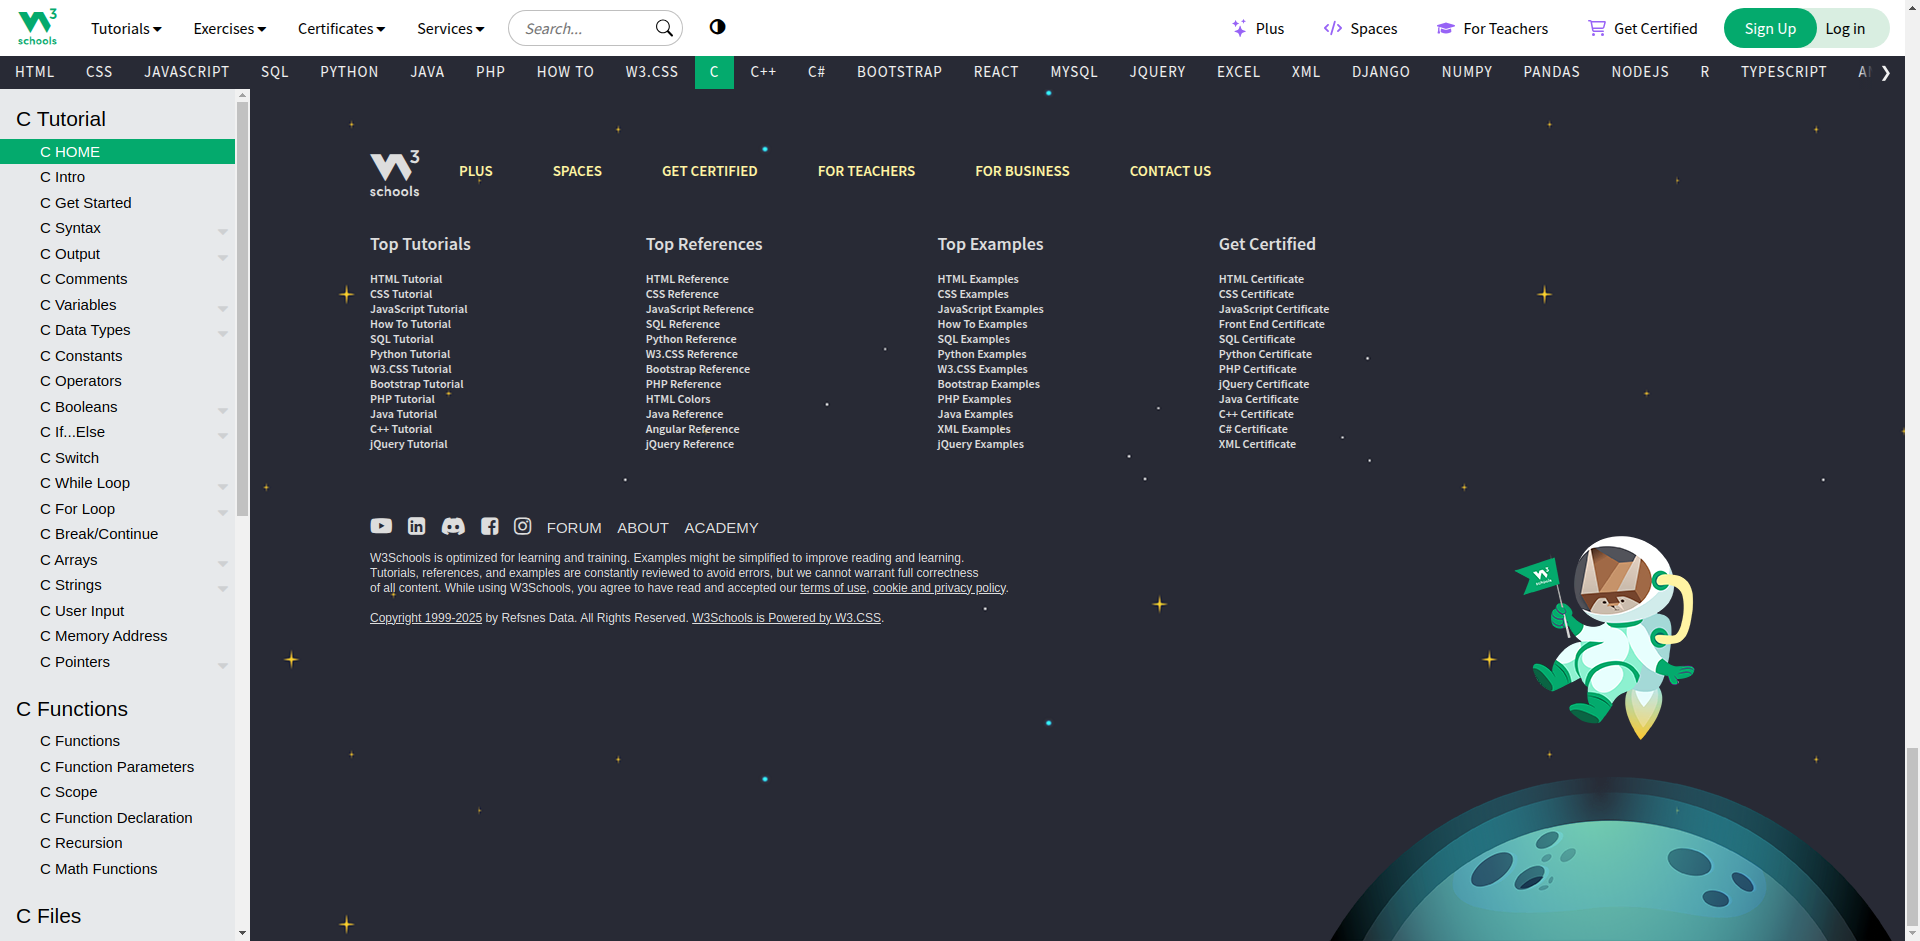 W3 schools
Tutorials Exercises Certificates Services Search... Plus Spaces For Teachers Get Certified Sign Up Log in
HTML CSS JAVASCRIPT SQL PYTHON JAVA PHP HOW TO W3.CSS C C++ C# BOOTSTRAP REACT MYSQL JQUERY EXCEL XML DJANGO NUMPY PANDAS NODEJS R TYPESCRIPT
C Tutorial
C HOME
C Intro
C Get Started
C Syntax
C Output
C Comments
C Variables
C Data Types
C Constants
C Operators
C Booleans
C If...Else
C Switch
C While Loop
C For Loop
C Break/Continue
C Arrays
C Strings
C User Input
C Memory Address
C Pointers
C Functions
C Functions
C Function Parameters
C Scope
C Function Declaration
C Recursion
C Math Functions
C Files
W3 schools
PLUS SPACES GET CERTIFIED FOR TEACHERS FOR BUSINESS CONTACT US
Top Tutorials
HTML Tutorial
CSS Tutorial
JavaScript Tutorial
How To Tutorial
SQL Tutorial
Python Tutorial
W3.CSS Tutorial
Bootstrap Tutorial
PHP Tutorial
Java Tutorial
C++ Tutorial
jQuery Tutorial
Top References
HTML Reference
CSS Reference
JavaScript Reference
SQL Reference
Python Reference
W3.CSS Reference
Bootstrap Reference
PHP Reference
HTML Colors
Java Reference
Angular Reference
jQuery Reference
Top Examples
HTML Examples
CSS Examples
JavaScript Examples
How To Examples
SQL Examples
Python Examples
W3.CSS Examples
Bootstrap Examples
PHP Examples
Java Examples
XML Examples
jQuery Examples
Get Certified
HTML Certificate
CSS Certificate
JavaScript Certificate
Front End Certificate
SQL Certificate
Python Certificate
PHP Certificate
jQuery Certificate
Java Certificate
C++ Certificate
C# Certificate
XML Certificate
FORUM ABOUT ACADEMY
W3Schools is optimized for learning and training. Examples might be simplified to improve reading and learning.
Tutorials, references, and examples are constantly reviewed to avoid errors, but we cannot warrant full correctness
of all content. While using W3Schools, you agree to have read and accepted our terms of use, cookie and privacy policy.
Copyright 1999-2025 by Refsnes Data. All Rights Reserved. W3Schools is Powered by W3.CSS.
W3 schools